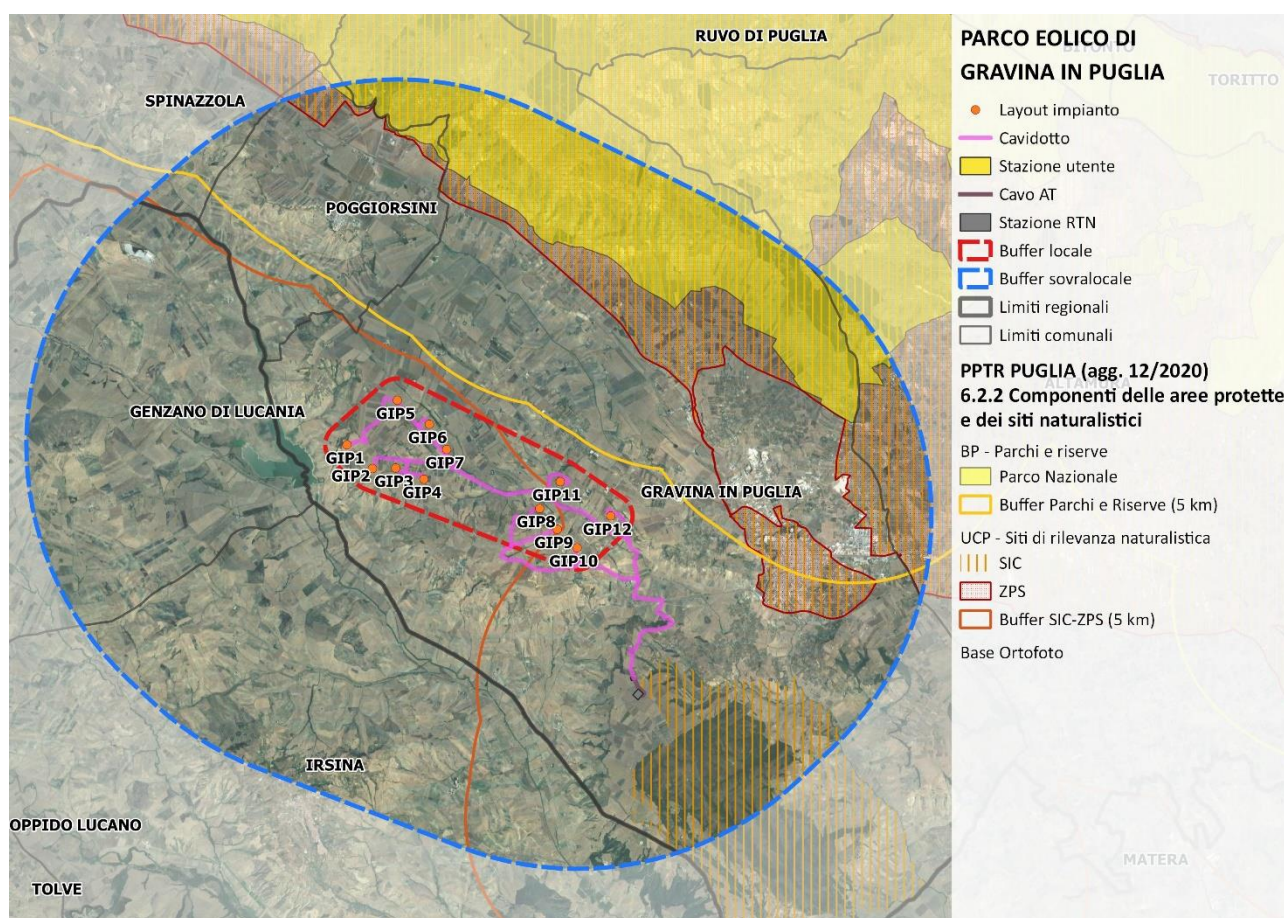 RUVO DI PUGLIA
SPINAZZOLA
POGGIORSINI
GENZANO DI LUCANIA
GIP5
GIP6
GIP1
GIP7
GIP2
GIP3
GIP4
GIP11
GRAVINA IN PUGLIA
GIP8
GIP12
GIP9
GIP10
IRSINA
OPPIDO LUCANO
TOLVE
PARCO EOLICO DI
GRAVINA IN PUGLIA
BITONTO
TORITTO
Layout impianto
Cavidotto
Stazione utente
Cavo AT
Stazione RTN
Buffer locale
Buffer sovralocale
Limiti regionali
Limiti comunali
PPTR PUGLIA (agg. 12/2020)
ALTAMURA
6.2.2 Componenti delle aree protette
e dei siti naturalistici
BP - Parchi e riserve
Parco Nazionale
Buffer Parchi e Riserve (5 km)
UCP - Siti di rilevanza naturalistica
SIC
ZPS
Buffer SIC-ZPS (5 km)
Base Ortofoto
MATERA